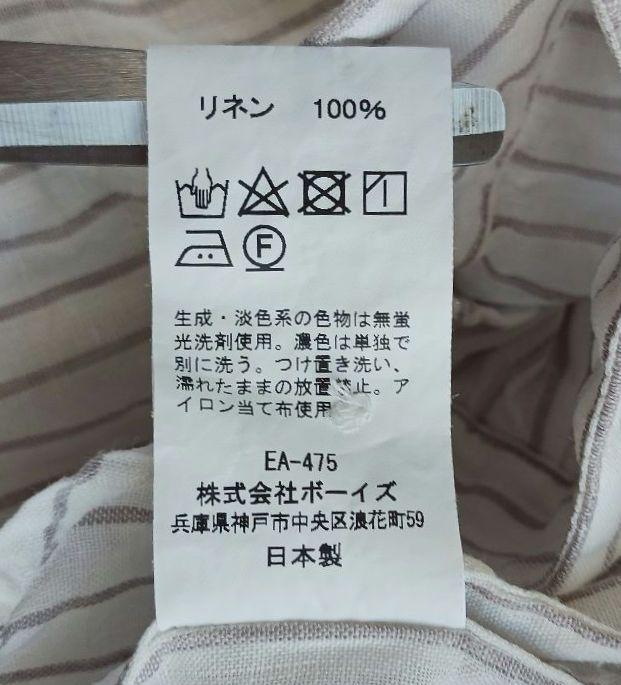 リネン 100%
F
生成・淡色系の色物は無蛍
光洗剤使用。濃色は単独で
別に洗う。つけ置き洗い、
濡れたままの放置禁止。ア
イロン当て布使用
EA-475
株式会社ボーイズ
兵庫県神戸市中央区浪花町59
日本製